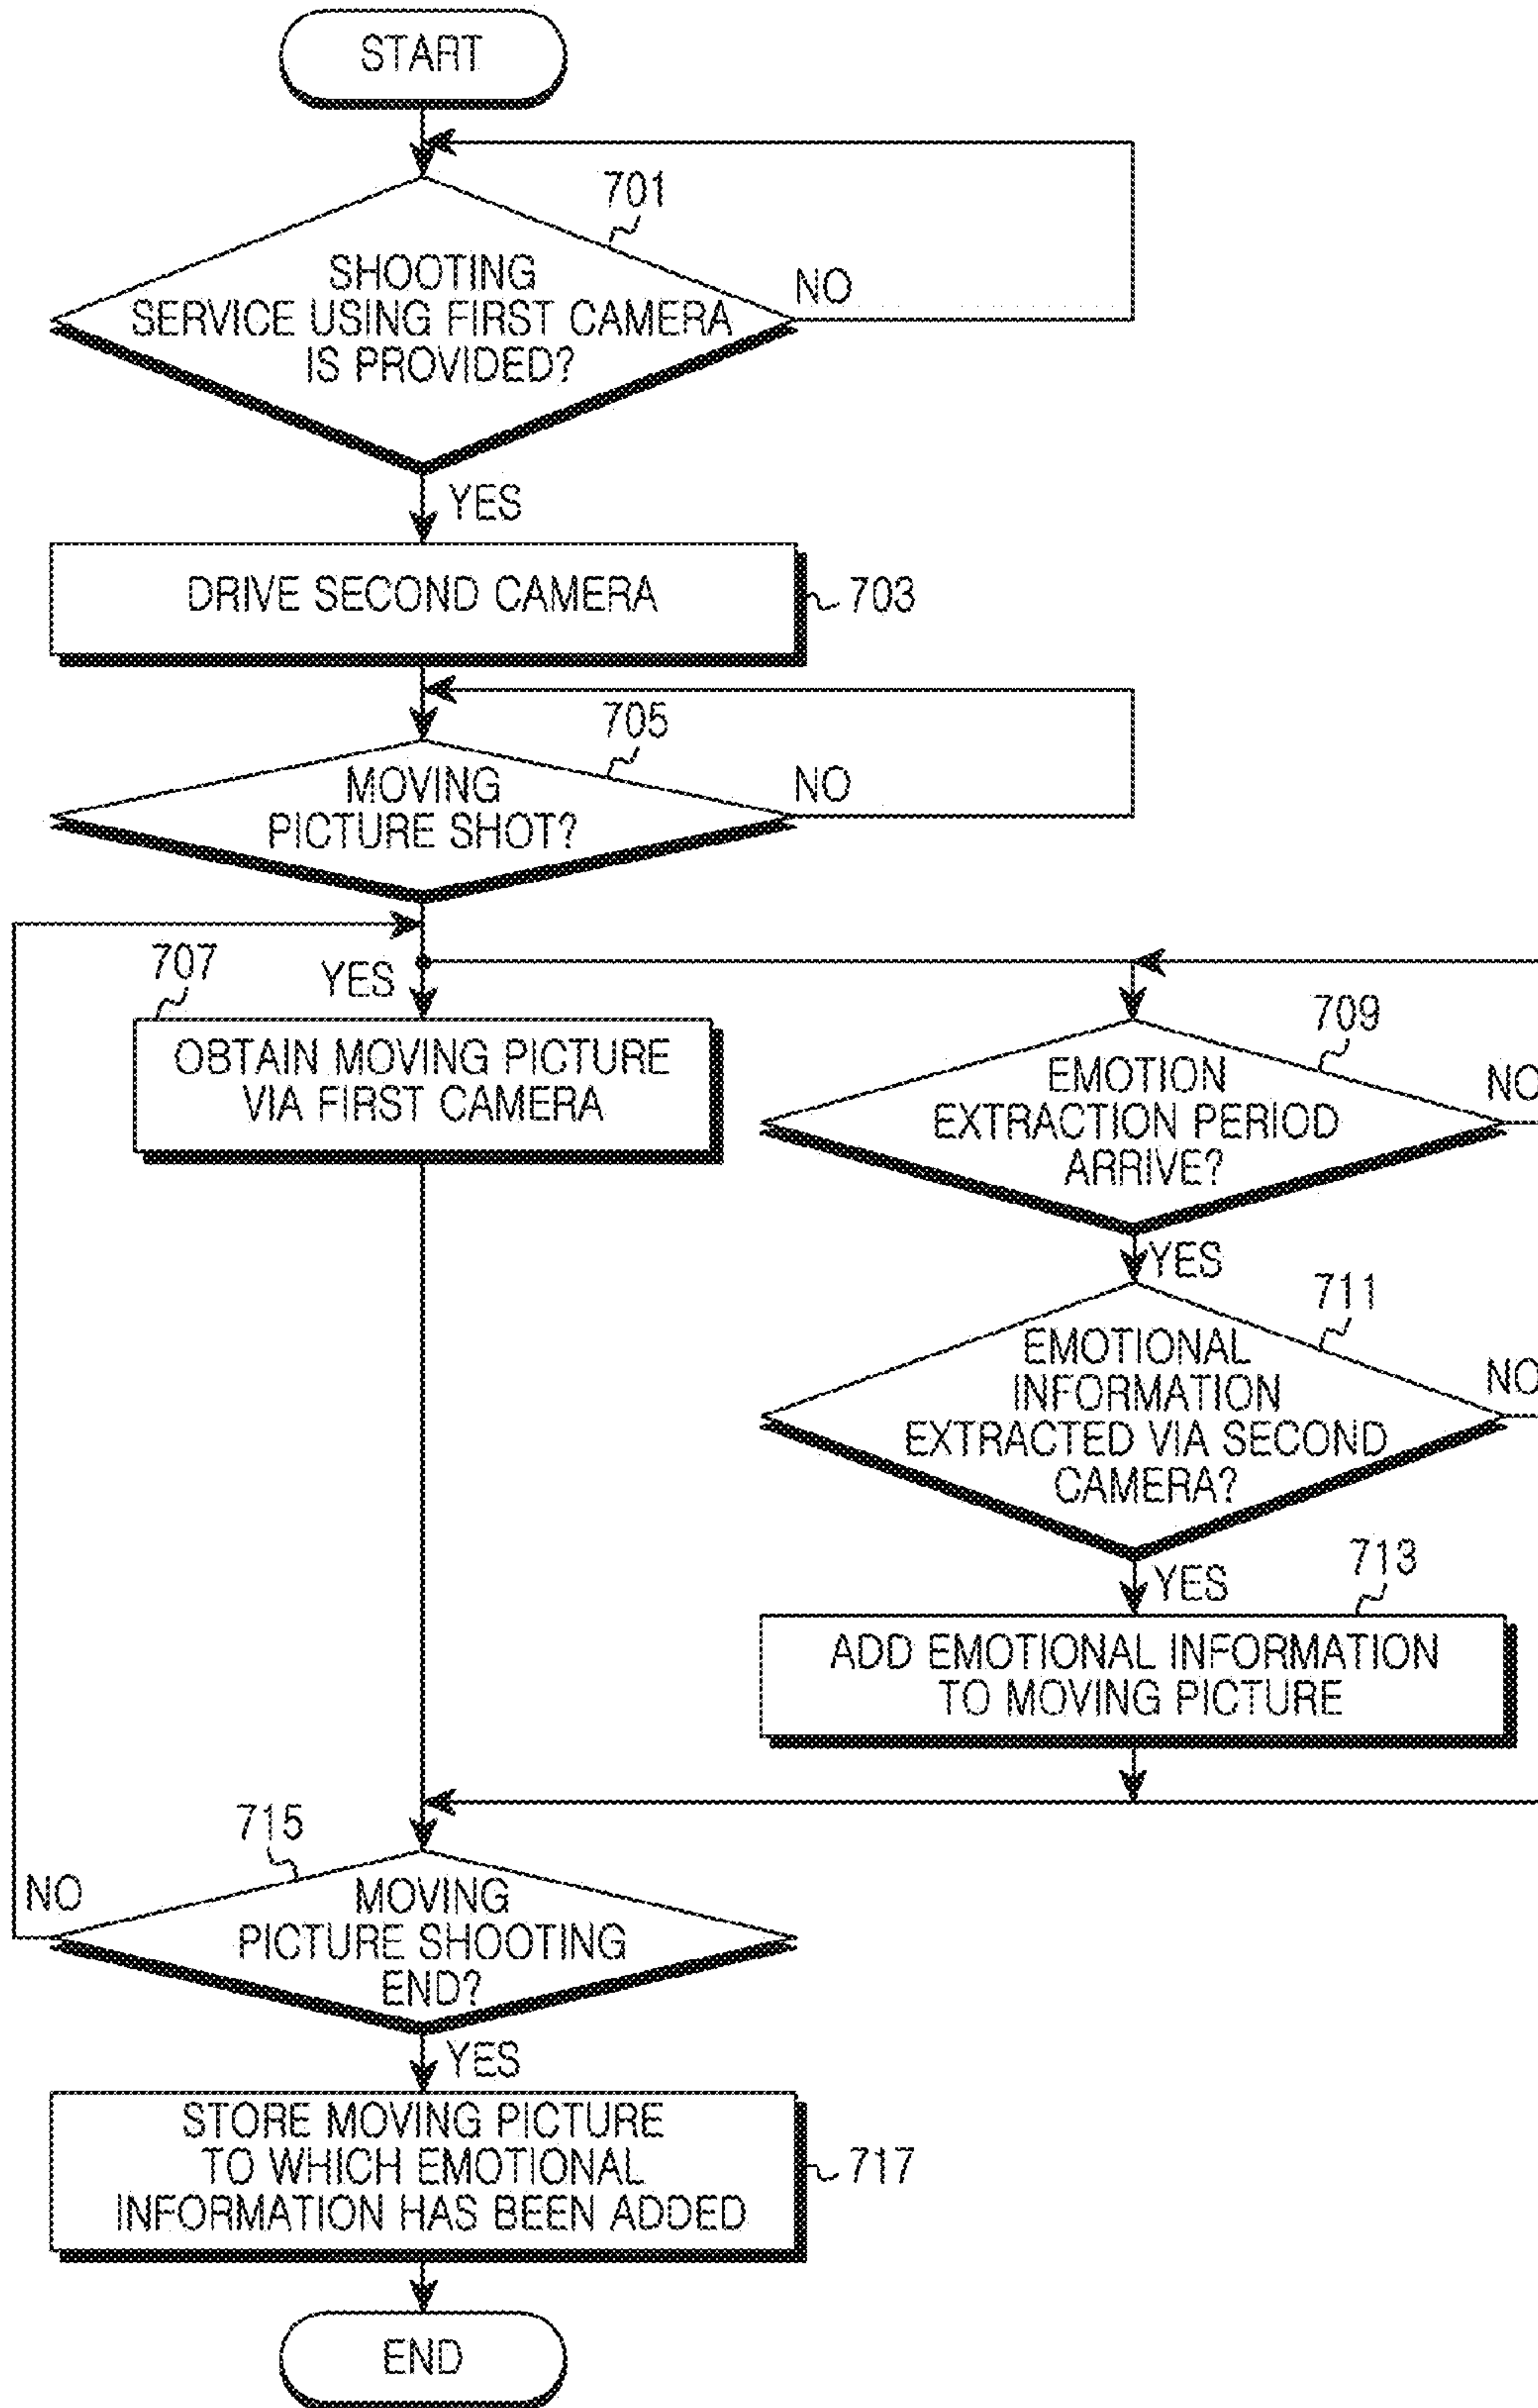 START
701
SHOOTING
SERVICE USING FIRST CAMERA
IS PROVIDED?
NO
YES
DRIVE SECOND CAMERA
703
705
MOVING
PICTURE SHOT?
NO
707
YES
OBTAIN MOVING PICTURE
VIA FIRST CAMERA
709
EMOTION
EXTRACTION PERIOD
ARRIVE?
NO
YES
711
EMOTIONAL
INFORMATION
EXTRACTED VIA SECOND
CAMERA?
NO
YES
713
ADD EMOTIONAL INFORMATION
TO MOVING PICTURE
715
NO
MOVING
PICTURE SHOOTING
END?
YES
STORE MOVING PICTURE
TO WHICH EMOTIONAL
INFORMATION HAS BEEN ADDED
717
END